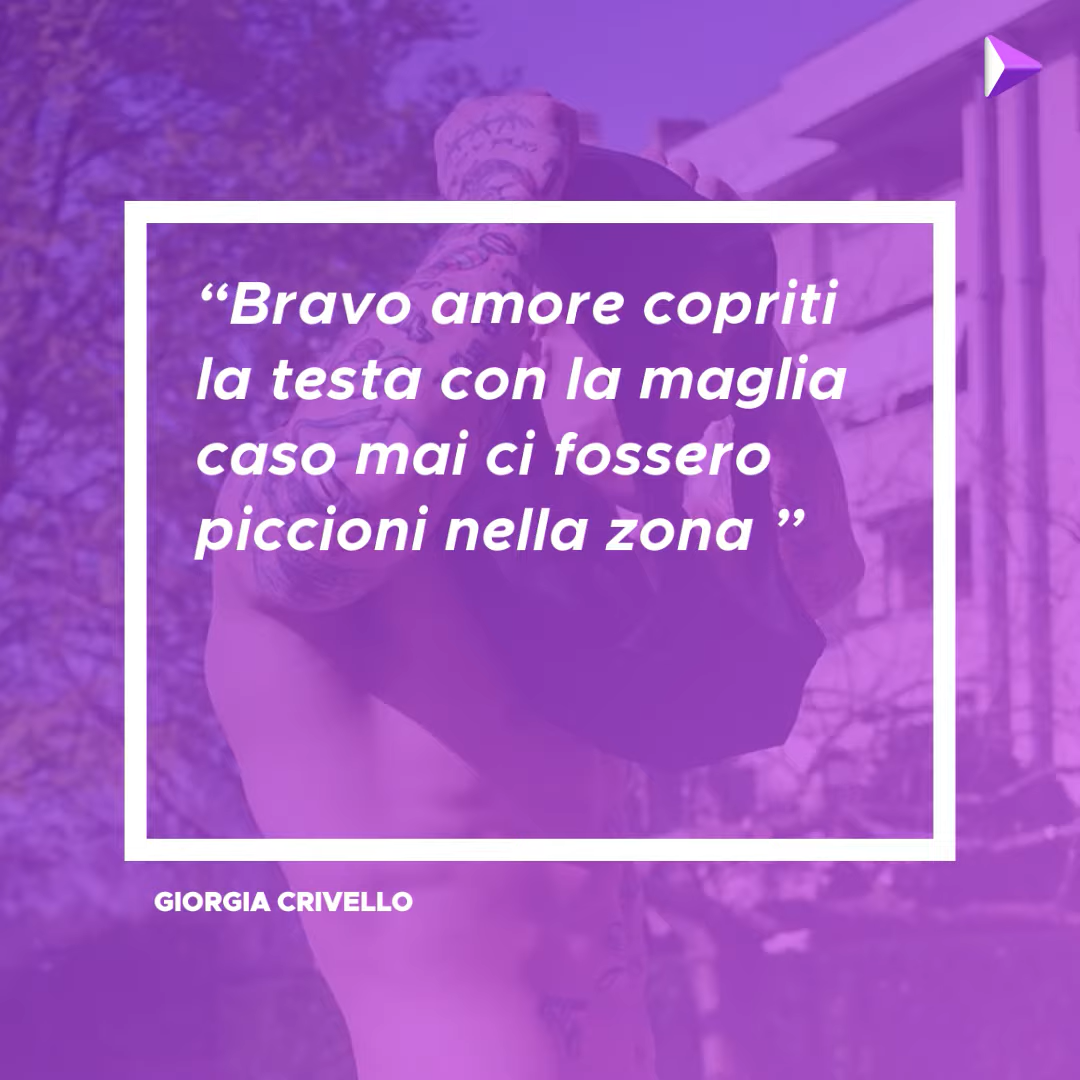 “Bravo amore copriti
la testa con la maglia
caso mai ci fossero
piccioni nella zona ”
GIORGIA CRIVELLO